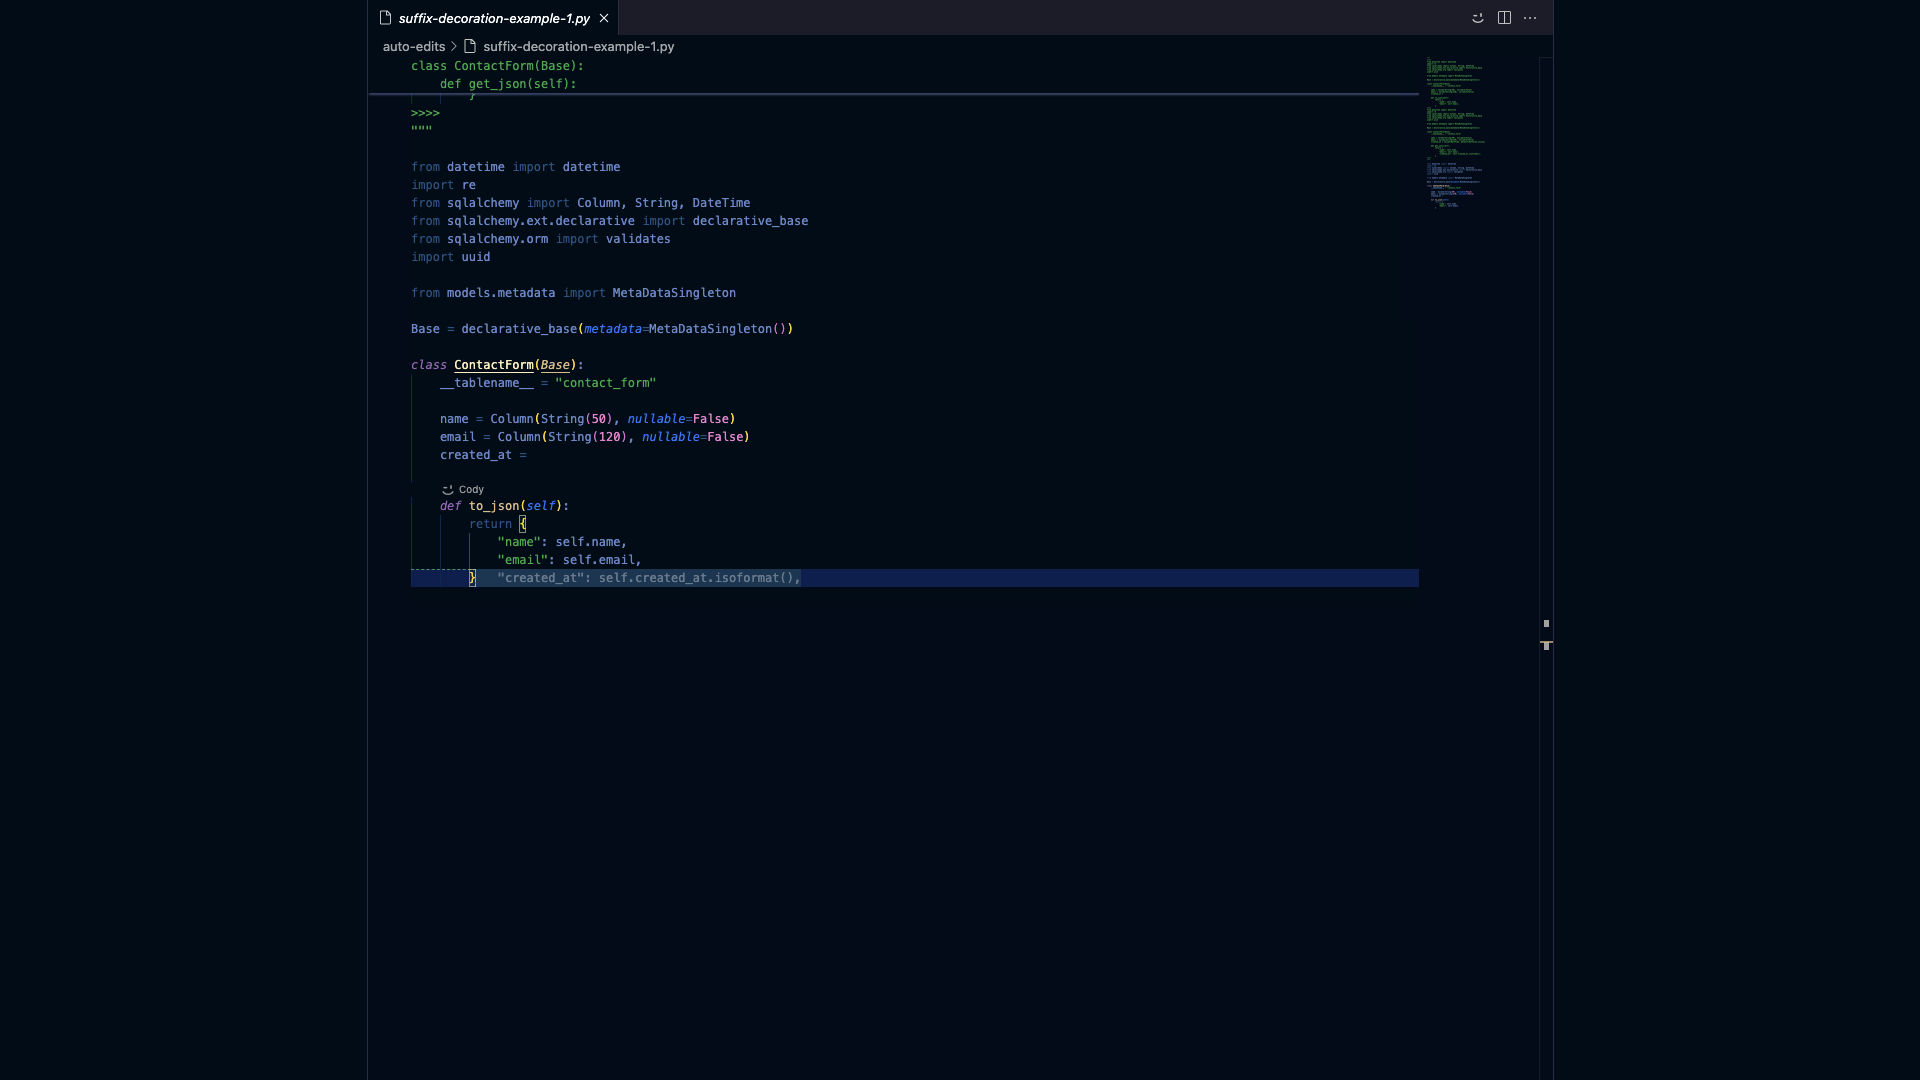 suffix-decoration-example-1.py
auto-edits > suffix-decoration-example-1.py
class ContactForm(Base):
    def get_json(self):
        }
>>>>
"""

from datetime import datetime
import re
from sqlalchemy import Column, String, DateTime
from sqlalchemy.ext.declarative import declarative_base
from sqlalchemy.orm import validates
import uuid

from models.metadata import MetaDataSingleton

Base = declarative_base(metadata=MetaDataSingleton())

class ContactForm(Base):
    __tablename__ = "contact_form"

    name = Column(String(50), nullable=False)
    email = Column(String(120), nullable=False)
    created_at =

    Cody
    def to_json(self):
        return {
            "name": self.name,
            "email": self.email,
        }   "created_at": self.created_at.isoformat(),